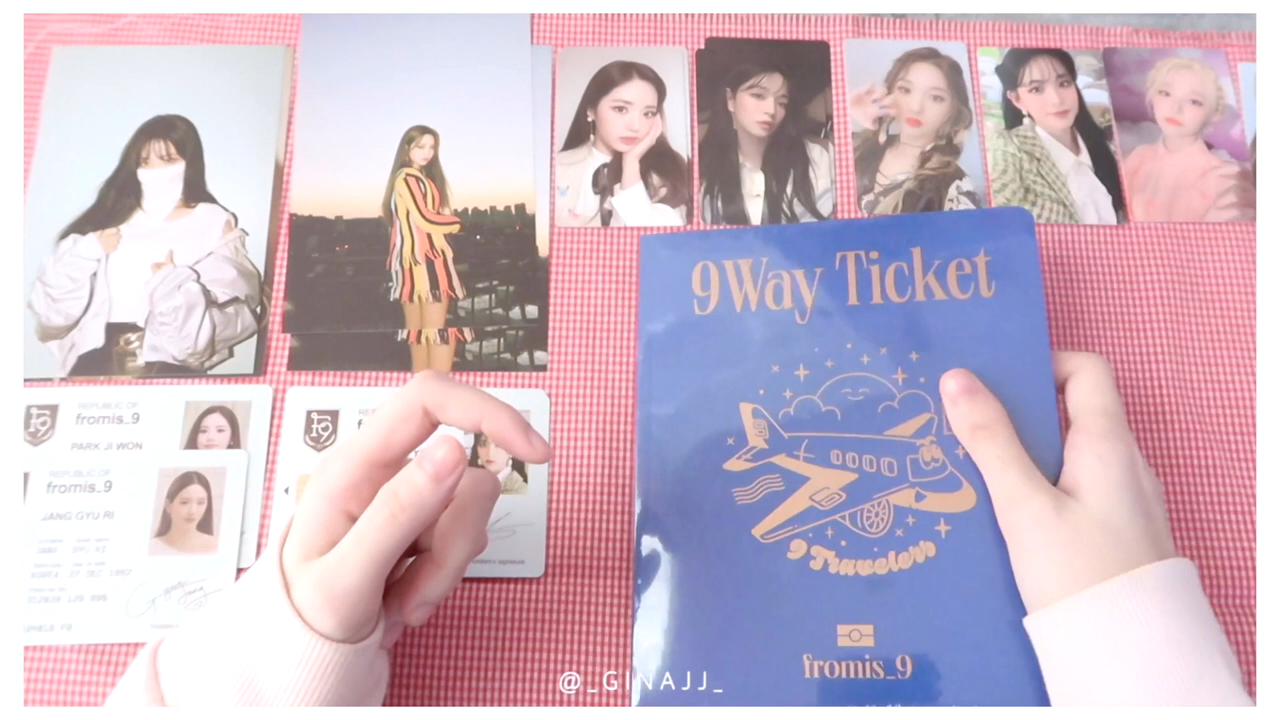 9Way Ticket
9 Travelers
fromis_9
REPUBLIC OF
fromis_9
PARK JI WON
REPUBLIC OF
fromis_9
JANG GYU RI
@_GINAJJ_